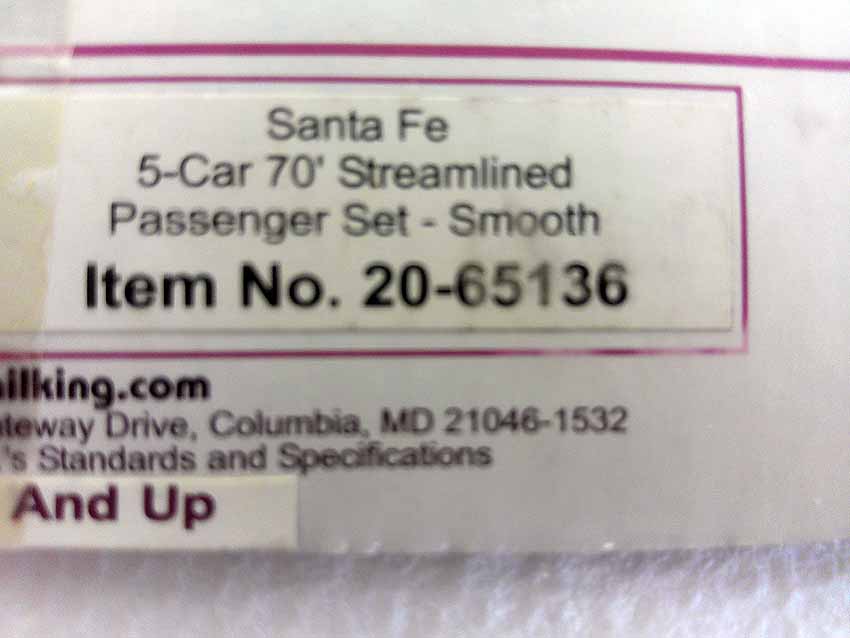 Santa Fe
5-Car 70' Streamlined
Passenger Set - Smooth
Item No. 20-65136
illking.com
teway Drive, Columbia, MD 21046-1532
.'s Standards and Specifications
And Up